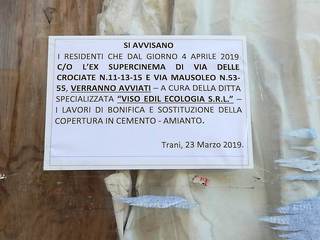 SI AVVISANO
I RESIDENTI CHE DAL GIORNO 4 APRILE 2019
C/O L'EX SUPERCINEMA DI VIA DELLE
CROCIATE N.11-13-15 E VIA MAUSOLEO N.53-
55, VERRANNO AVVIATI – A CURA DELLA DITTA
SPECIALIZZATA "VISO EDIL ECOLOGIA S.R.L." –
I LAVORI DI BONIFICA E SOSTITUZIONE DELLA
COPERTURA IN CEMENTO - AMIANTO.
Trani, 23 Marzo 2019.